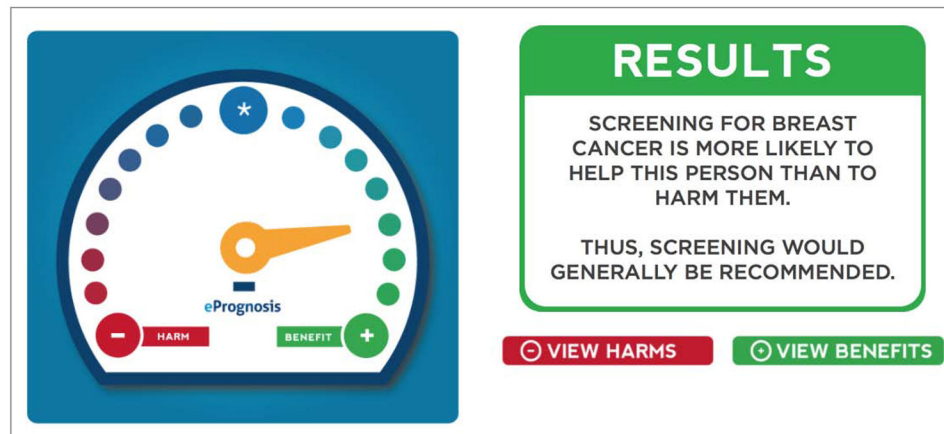 *
ePrognosis
- HARM
BENEFIT +
RESULTS
SCREENING FOR BREAST
CANCER IS MORE LIKELY TO
HELP THIS PERSON THAN TO
HARM THEM.
THUS, SCREENING WOULD
GENERALLY BE RECOMMENDED.
- VIEW HARMS
+ VIEW BENEFITS